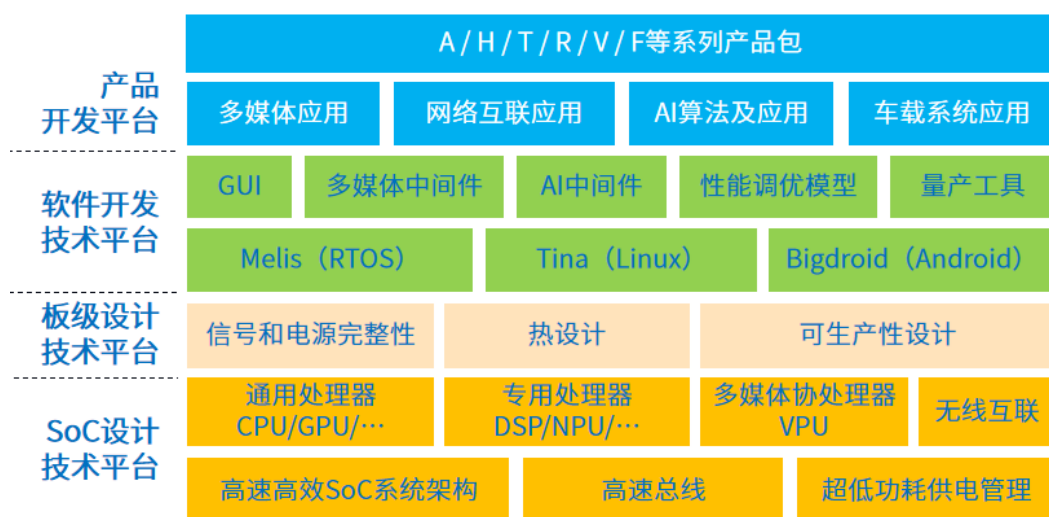 A / H / T / R / V / F等系列产品包
产品
开发平台
多媒体应用
网络互联应用
AI算法及应用
车载系统应用
软件开发
技术平台
GUI
多媒体中间件
AI中间件
性能调优模型
量产工具
Melis（RTOS）
Tina（Linux）
Bigdroid（Android）
板级设计
技术平台
信号和电源完整性
热设计
可生产性设计
SoC设计
技术平台
通用处理器
CPU/GPU/…
专用处理器
DSP/NPU/…
多媒体协处理器
VPU
无线互联
高速高效SoC系统架构
高速总线
超低功耗供电管理